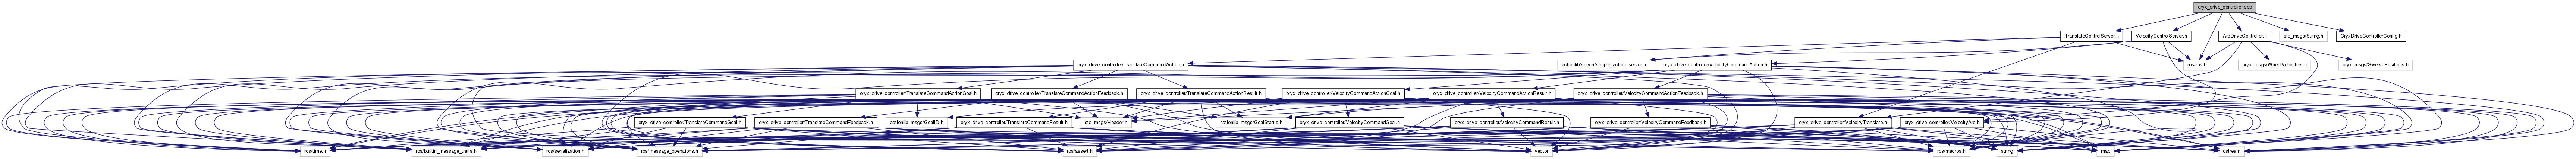 oryx_drive_controller.cpp
TranslateControlServer.h
VelocityControlServer.h
ArcDriveController.h
std_msgs/String.h
OryxDriveControllerConfig.h
oryx_drive_controller/TranslateCommandAction.h
actionlib/server/simple_action_server.h
oryx_drive_controller/VelocityCommandAction.h
ros/ros.h
oryx_msgs/WheelVelocities.h
oryx_msgs/SwervePositions.h
oryx_drive_controller/TranslateCommandActionGoal.h
oryx_drive_controller/TranslateCommandActionFeedback.h
oryx_drive_controller/TranslateCommandActionResult.h
oryx_drive_controller/VelocityCommandActionGoal.h
oryx_drive_controller/VelocityCommandActionResult.h
oryx_drive_controller/VelocityCommandActionFeedback.h
oryx_drive_controller/TranslateCommandGoal.h
oryx_drive_controller/TranslateCommandFeedback.h
actionlib_msgs/GoalID.h
oryx_drive_controller/TranslateCommandResult.h
std_msgs/Header.h
actionlib_msgs/GoalStatus.h
oryx_drive_controller/VelocityCommandGoal.h
oryx_drive_controller/VelocityCommandResult.h
oryx_drive_controller/VelocityCommandFeedback.h
oryx_drive_controller/VelocityTranslate.h
oryx_drive_controller/VelocityArc.h
ros/time.h
ros/builtin_message_traits.h
ros/serialization.h
ros/message_operations.h
ros/assert.h
vector
ros/macros.h
string
map
ostream